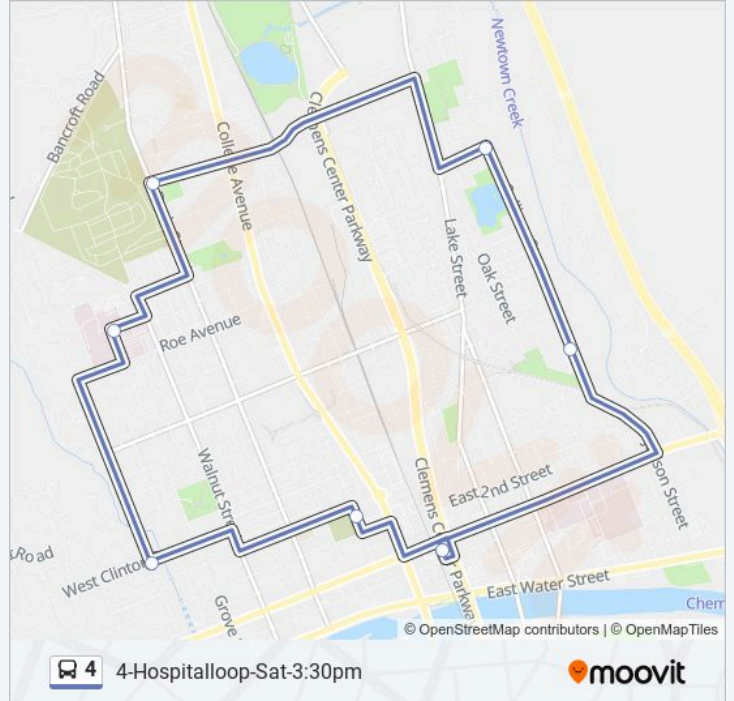 Newtown Creek
Bancroft Road
College Avenue
Clemens Center Parkway
Lake Street
Oak Street
Roe Avenue
Walnut Stre
Clemens C
Parkway
East 2nd Street
son Street
Road
West Clinton
Grove
East Water Street
Chem
© OpenStreetMap contributors | © OpenMapTiles
4 4-Hospitalloop-Sat-3:30pm moovit